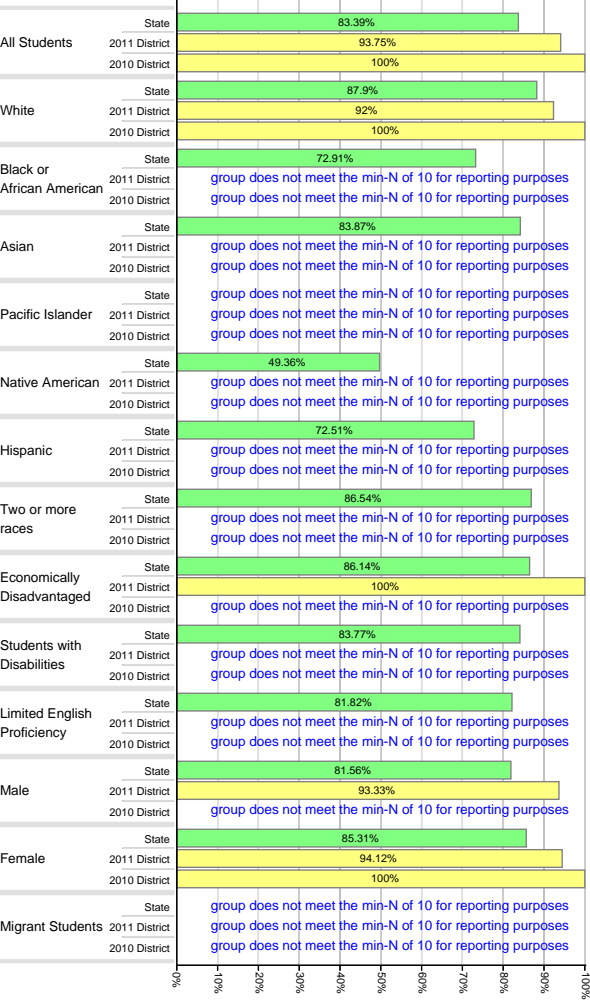 State 83.39%
All Students 2011 District 93.75%
2010 District 100%
State 87.9%
White 2011 District 92%
2010 District 100%
State 72.91%
Black or
African American 2011 District group does not meet the min-N of 10 for reporting purposes
2010 District group does not meet the min-N of 10 for reporting purposes
State 83.87%
Asian 2011 District group does not meet the min-N of 10 for reporting purposes
2010 District group does not meet the min-N of 10 for reporting purposes
State group does not meet the min-N of 10 for reporting purposes
Pacific Islander 2011 District group does not meet the min-N of 10 for reporting purposes
2010 District group does not meet the min-N of 10 for reporting purposes
State 49.36%
Native American 2011 District group does not meet the min-N of 10 for reporting purposes
2010 District group does not meet the min-N of 10 for reporting purposes
State 72.51%
Hispanic 2011 District group does not meet the min-N of 10 for reporting purposes
2010 District group does not meet the min-N of 10 for reporting purposes
State 86.54%
Two or more
races 2011 District group does not meet the min-N of 10 for reporting purposes
2010 District group does not meet the min-N of 10 for reporting purposes
State 86.14%
Economically
Disadvantaged 2011 District 100%
2010 District group does not meet the min-N of 10 for reporting purposes
State 83.77%
Students with
Disabilities 2011 District group does not meet the min-N of 10 for reporting purposes
2010 District group does not meet the min-N of 10 for reporting purposes
State 81.82%
Limited English
Proficiency 2011 District group does not meet the min-N of 10 for reporting purposes
2010 District group does not meet the min-N of 10 for reporting purposes
State 81.56%
Male 2011 District 93.33%
2010 District group does not meet the min-N of 10 for reporting purposes
State 85.31%
Female 2011 District 94.12%
2010 District 100%
State group does not meet the min-N of 10 for reporting purposes
Migrant Students 2011 District group does not meet the min-N of 10 for reporting purposes
2010 District group does not meet the min-N of 10 for reporting purposes
0% 10% 20% 30% 40% 50% 60% 70% 80% 90% 100%